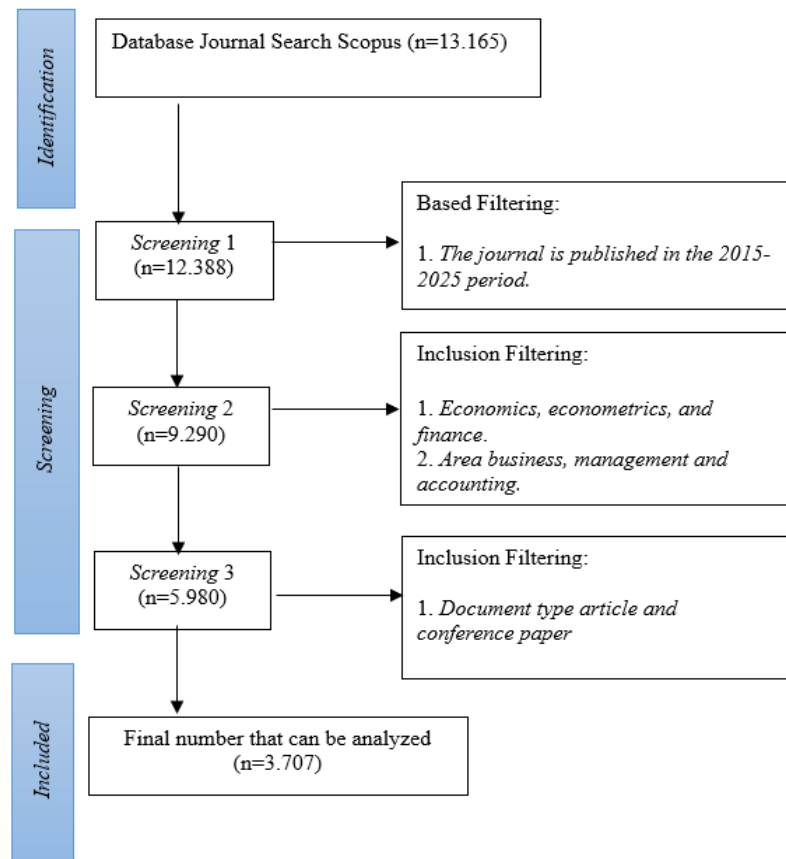 Identification
Database Journal Search Scopus (n=13.165)
Screening
Screening 1
(n=12.388)
Based Filtering:
1. The journal is published in the 2015-
2025 period.
Screening 2
(n=9.290)
Inclusion Filtering:
1. Economics, econometrics, and
finance.
2. Area business, management and
accounting.
Screening 3
(n=5.980)
Inclusion Filtering:
1. Document type article and
conference paper
Included
Final number that can be analyzed
(n=3.707)